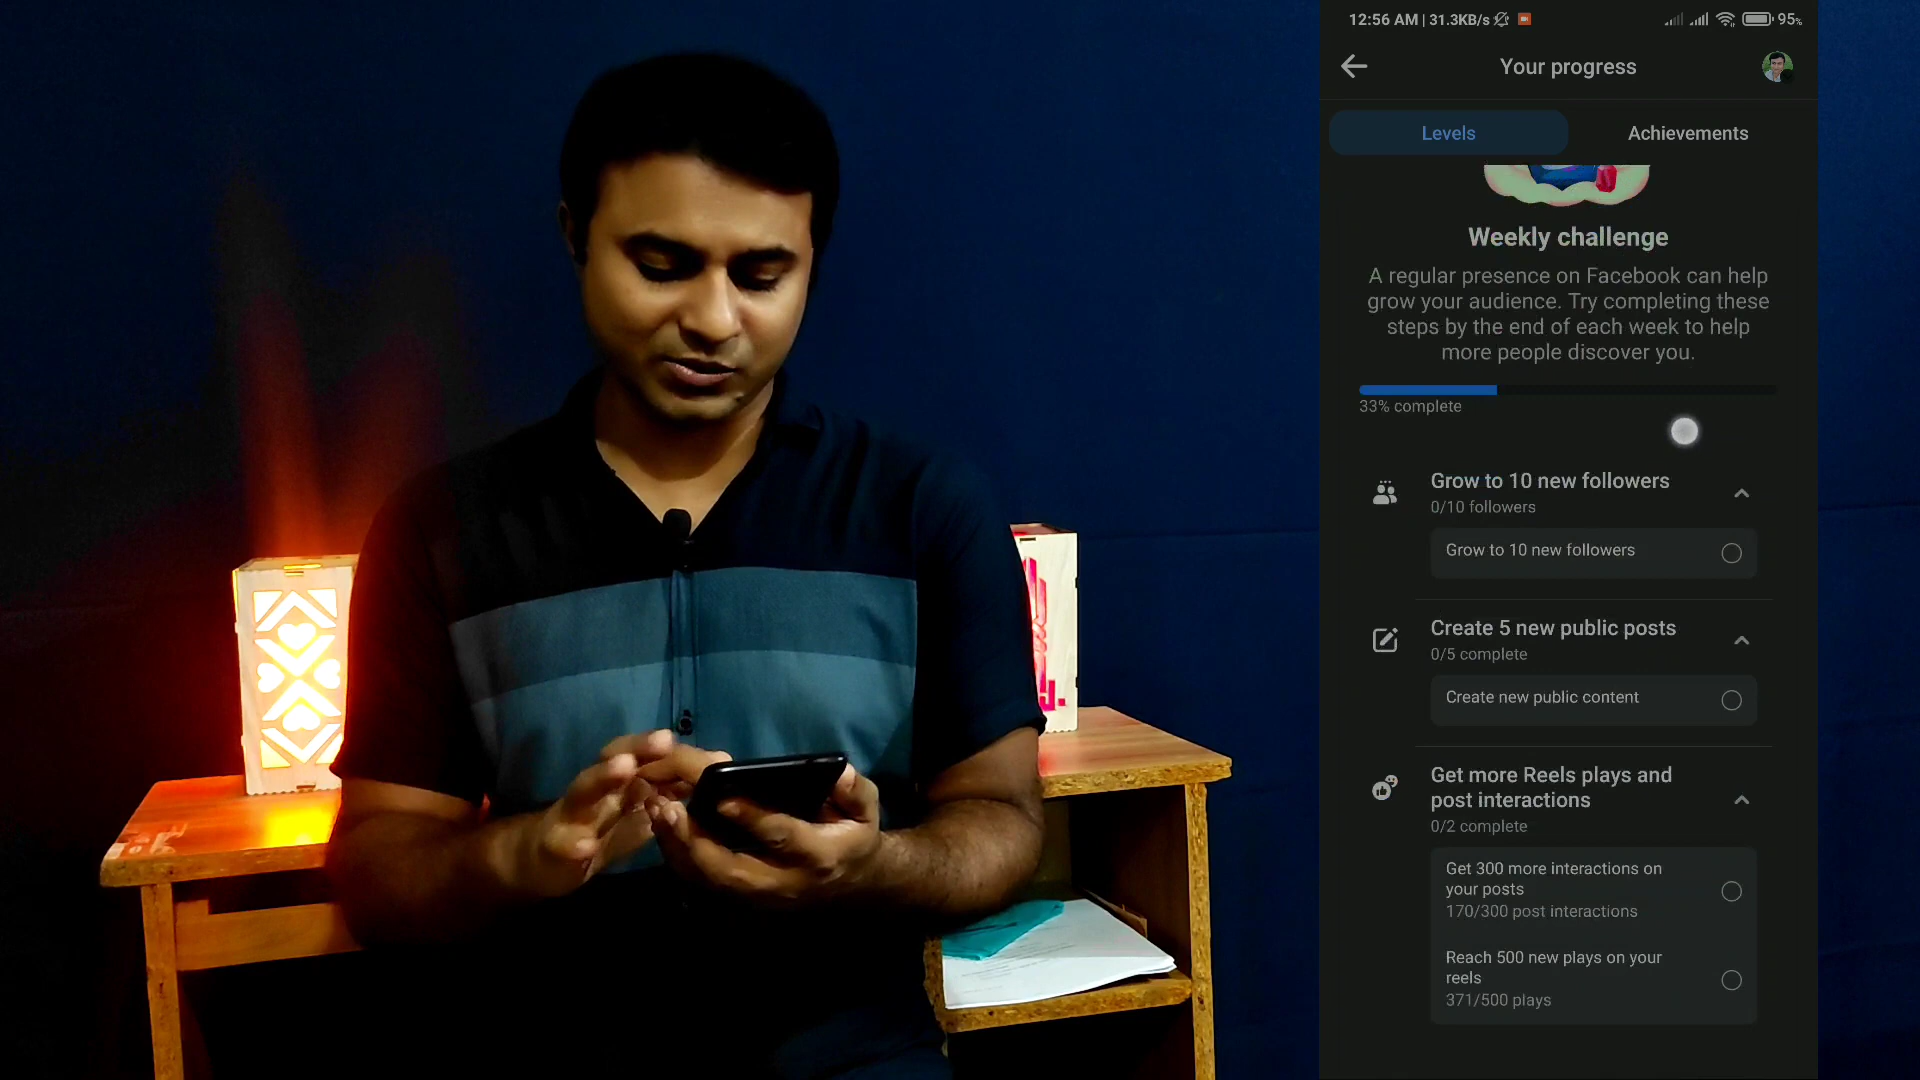 12:56 AM | 31.3KB/s
95%
Your progress
Levels
Achievements
Weekly challenge
A regular presence on Facebook can help
grow your audience. Try completing these
steps by the end of each week to help
more people discover you.
33% complete
Grow to 10 new followers
0/10 followers
Grow to 10 new followers
Create 5 new public posts
0/5 complete
Create new public content
Get more Reels plays and
post interactions
0/2 complete
Get 300 more interactions on
your posts
170/300 post interactions
Reach 500 new plays on your
reels
371/500 plays